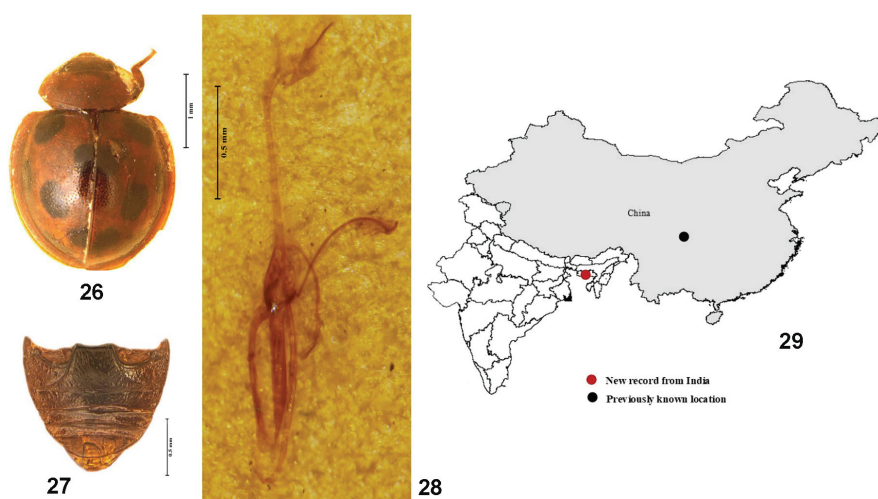 1 mm
26
0.5 mm
27
0.5 mm
28
China
29
New record from India
Previously known location